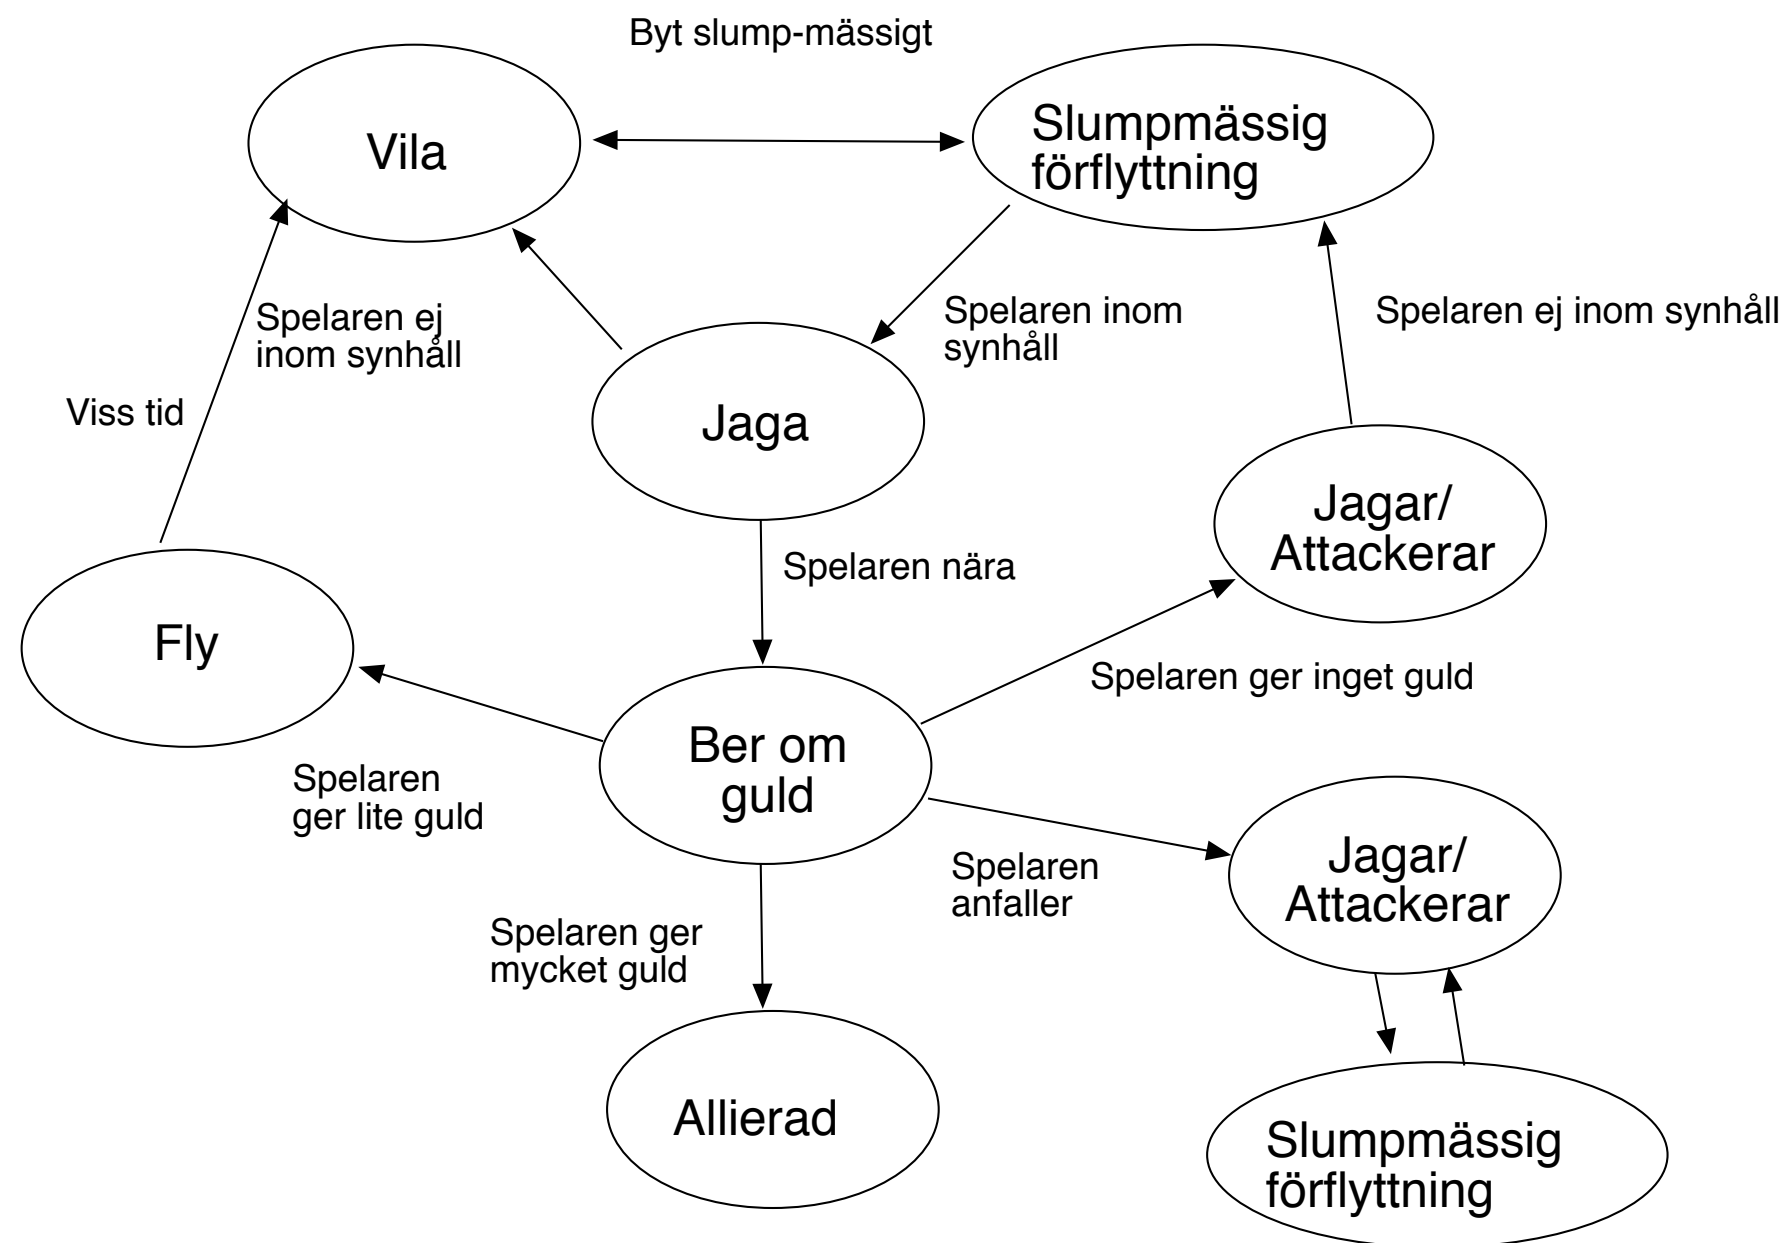 Byt slump-mässigt
Vila
Slumpmässig
förflyttning
Spelaren ej
inom synhåll
Spelaren inom
synhåll
Spelaren ej inom synhåll
Viss tid
Jaga
Jagar/
Attackerar
Spelaren nära
Fly
Spelaren ger inget guld
Ber om
guld
Spelaren
ger lite guld
Spelaren
anfaller
Jagar/
Attackerar
Spelaren ger
mycket guld
Allierad
Slumpmässig
förflyttning